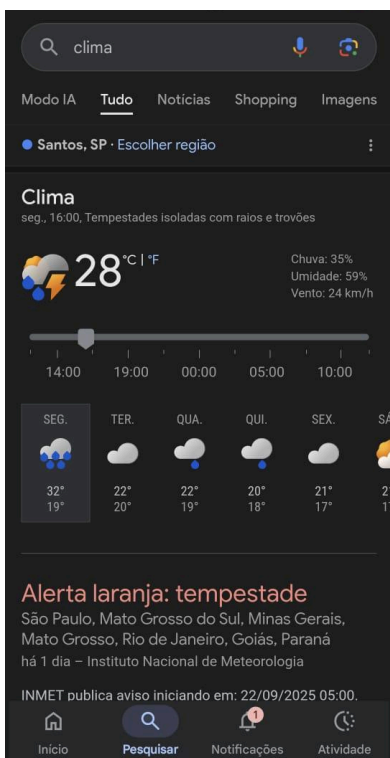 clima
Modo IA Tudo Notícias Shopping Imagens
Santos, SP · Escolher região
Clima
seg., 16:00, Tempestades isoladas com raios e trovões
28 °C | °F
Chuva: 35%
Umidade: 59%
Vento: 24 km/h
14:00 19:00 00:00 05:00 10:00
SEG. TER. QUA. QUI. SEX. SÁ
32° 22° 22° 20° 21° 2
19° 20° 19° 18° 17° 1
Alerta laranja: tempestade
São Paulo, Mato Grosso do Sul, Minas Gerais,
Mato Grosso, Rio de Janeiro, Goiás, Paraná
há 1 dia – Instituto Nacional de Meteorologia
INMET publica aviso iniciando em: 22/09/2025 05:00.
1
Início Pesquisar Notificações Atividade